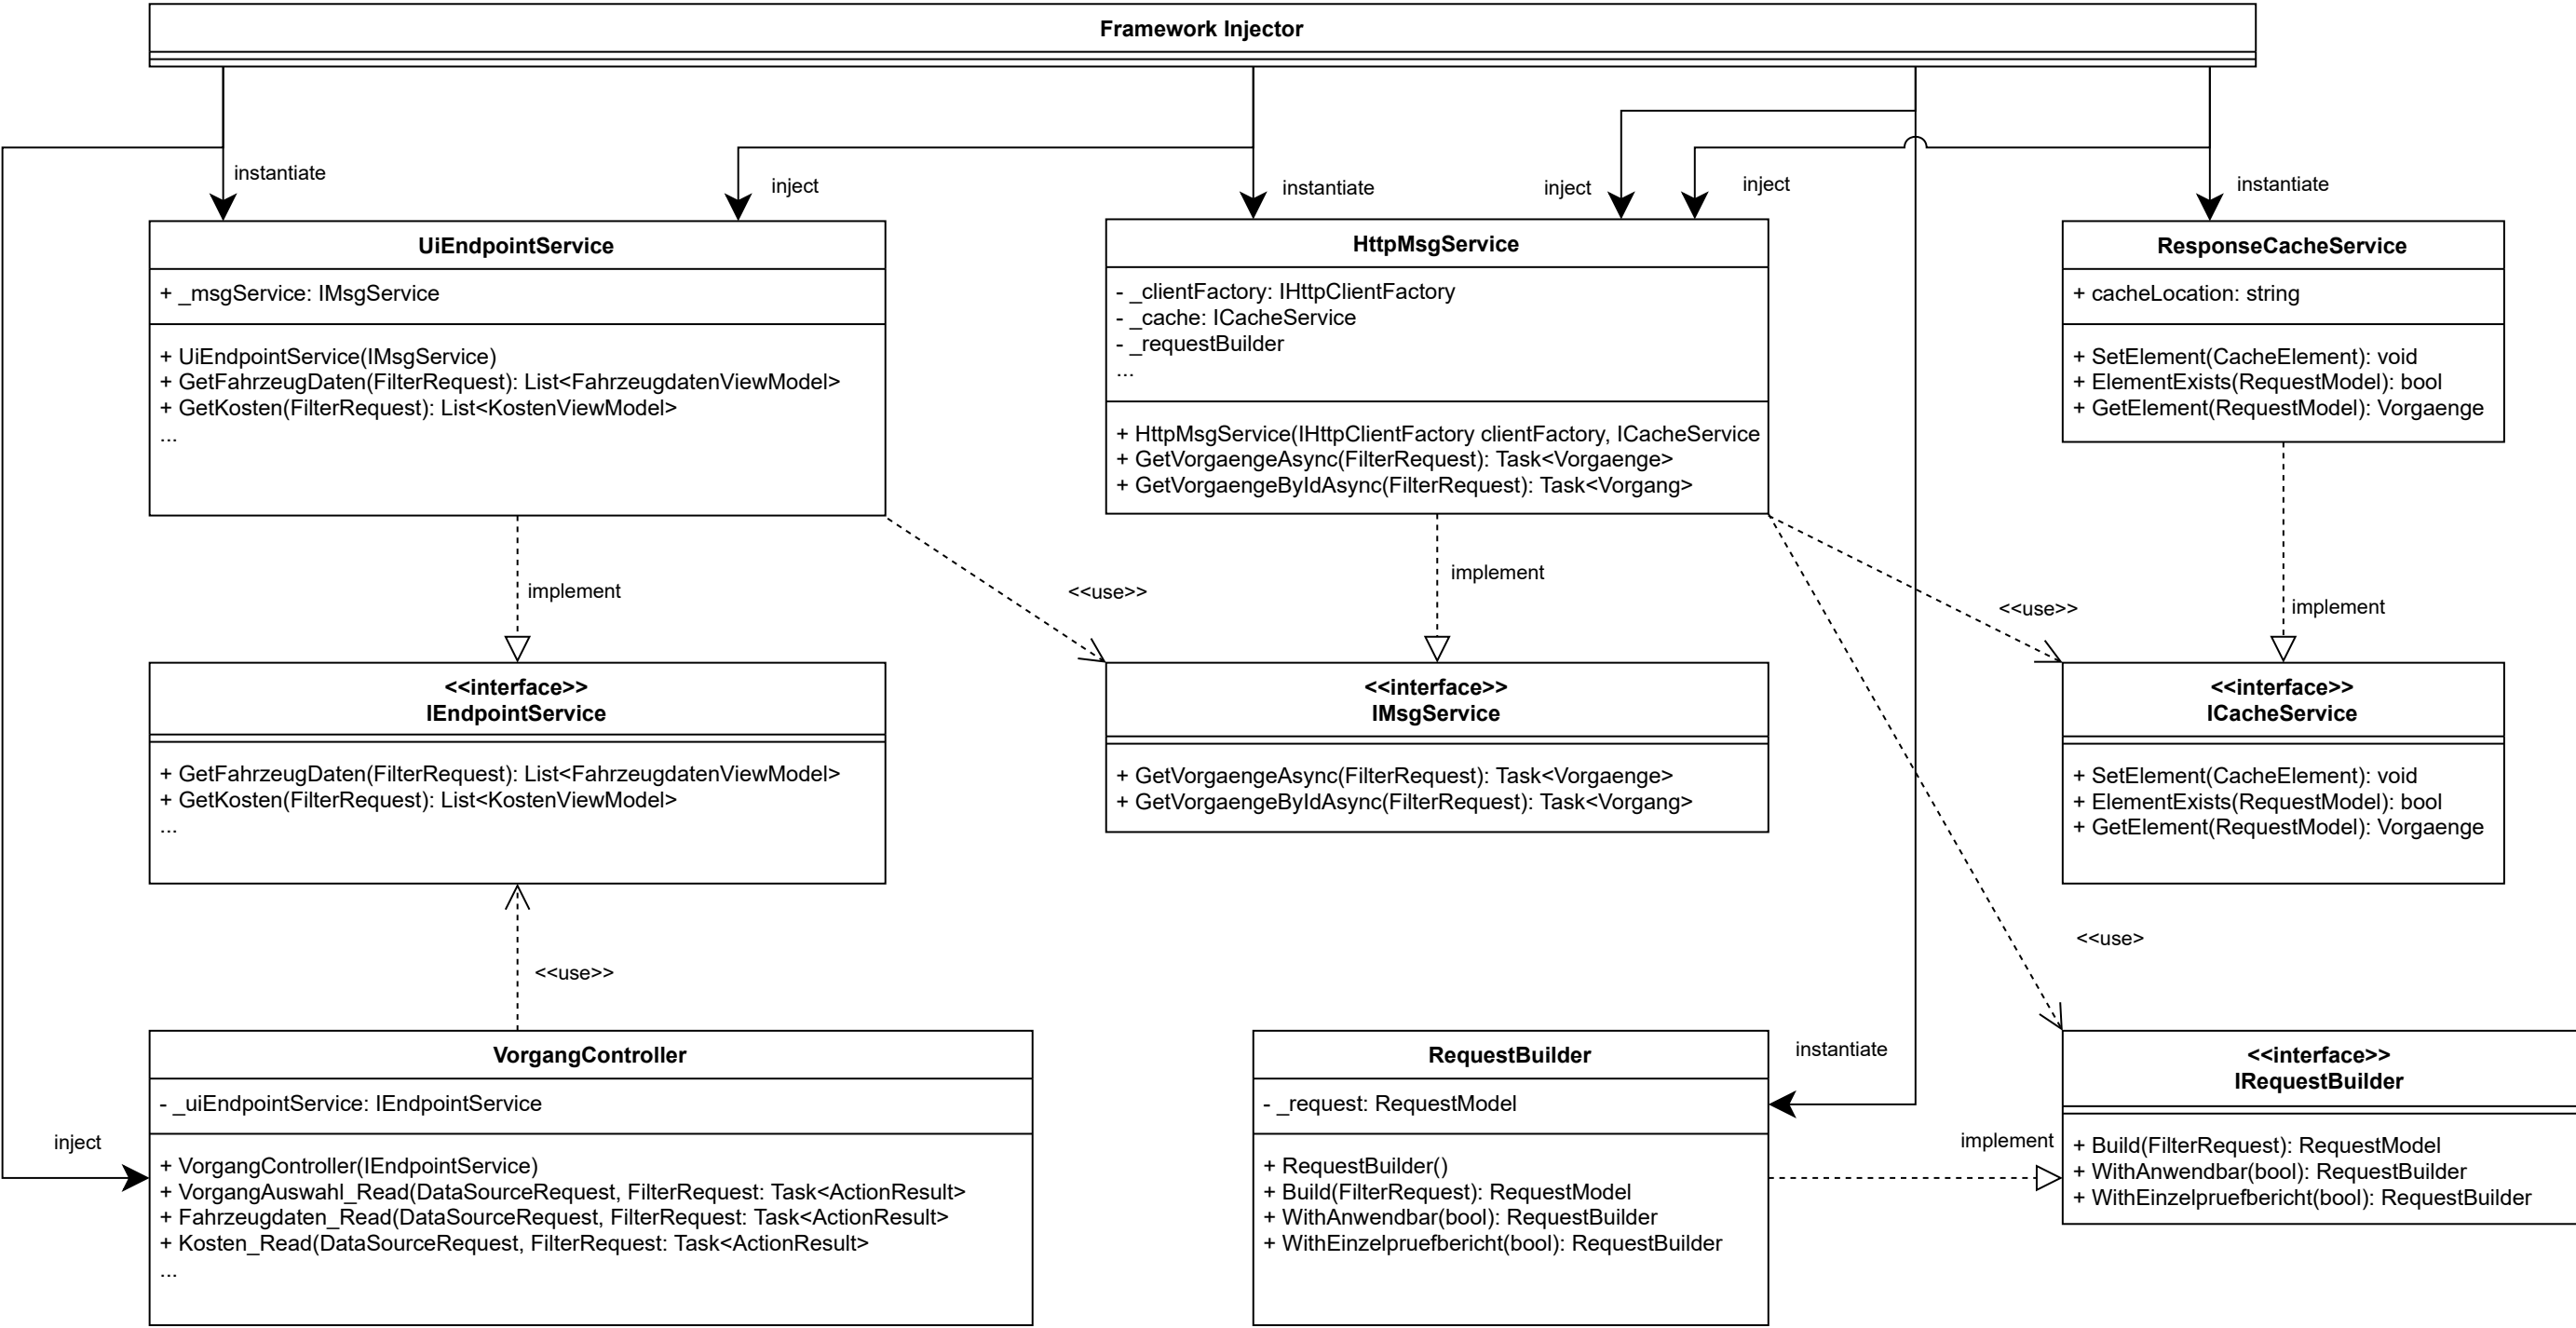 Framework Injector
instantiate
inject
instantiate
inject
inject
instantiate
UiEndpointService
+ _msgService: IMsgService
+ UiEndpointService(IMsgService)
+ GetFahrzeugDaten(FilterRequest): List<FahrzeugdatenViewModel>
+ GetKosten(FilterRequest): List<KostenViewModel>
...
HttpMsgService
- _clientFactory: IHttpClientFactory
- _cache: ICacheService
- _requestBuilder
...
+ HttpMsgService(IHttpClientFactory clientFactory, ICacheService
+ GetVorgaengeAsync(FilterRequest): Task<Vorgaenge>
+ GetVorgaengeByIdAsync(FilterRequest): Task<Vorgang>
ResponseCacheService
+ cacheLocation: string
+ SetElement(CacheElement): void
+ ElementExists(RequestModel): bool
+ GetElement(RequestModel): Vorgaenge
implement
<<use>>
implement
<<use>>
implement
<<interface>>
IEndpointService
+ GetFahrzeugDaten(FilterRequest): List<FahrzeugdatenViewModel>
+ GetKosten(FilterRequest): List<KostenViewModel>
...
<<interface>>
IMsgService
+ GetVorgaengeAsync(FilterRequest): Task<Vorgaenge>
+ GetVorgaengeByIdAsync(FilterRequest): Task<Vorgang>
<<interface>>
ICacheService
+ SetElement(CacheElement): void
+ ElementExists(RequestModel): bool
+ GetElement(RequestModel): Vorgaenge
<<use>>
<<use>
inject
VorgangController
- _uiEndpointService: IEndpointService
+ VorgangController(IEndpointService)
+ VorgangAuswahl_Read(DataSourceRequest, FilterRequest: Task<ActionResult>
+ Fahrzeugdaten_Read(DataSourceRequest, FilterRequest: Task<ActionResult>
+ Kosten_Read(DataSourceRequest, FilterRequest: Task<ActionResult>
...
RequestBuilder
- _request: RequestModel
+ RequestBuilder()
+ Build(FilterRequest): RequestModel
+ WithAnwendbar(bool): RequestBuilder
+ WithEinzelpruefbericht(bool): RequestBuilder
instantiate
implement
<<interface>>
IRequestBuilder
+ Build(FilterRequest): RequestModel
+ WithAnwendbar(bool): RequestBuilder
+ WithEinzelpruefbericht(bool): RequestBuilder